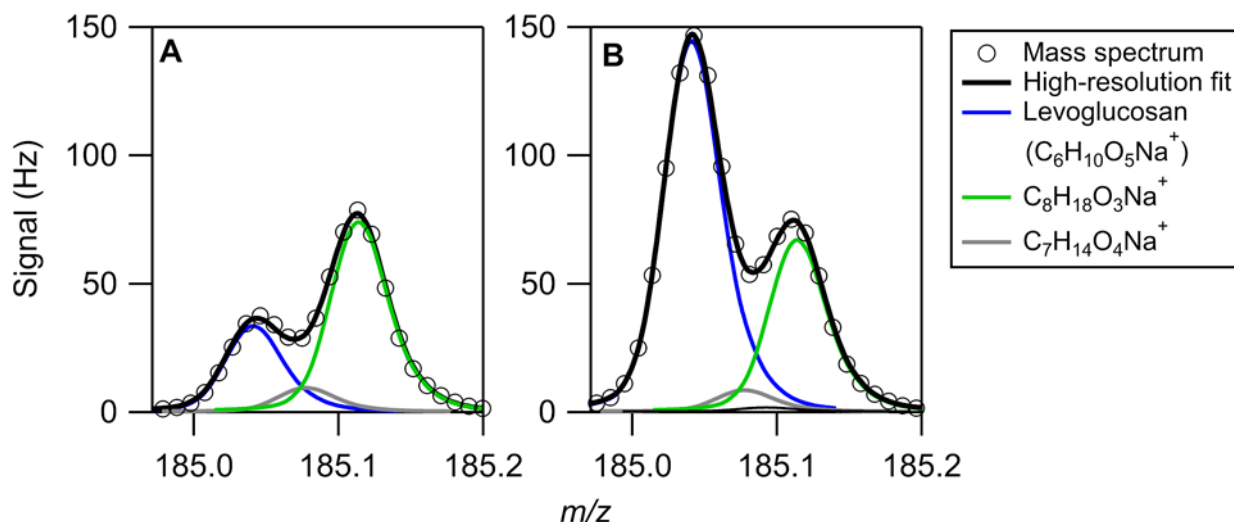 A
B
150
100
50
0
Signal (Hz)
185.0 185.1 185.2
150
100
50
0
185.0 185.1 185.2
m/z
Mass spectrum
High-resolution fit
Levoglucosan
(C₆H₁₀O₅Na⁺)
C₈H₁₈O₃Na⁺
C₇H₁₄O₄Na⁺